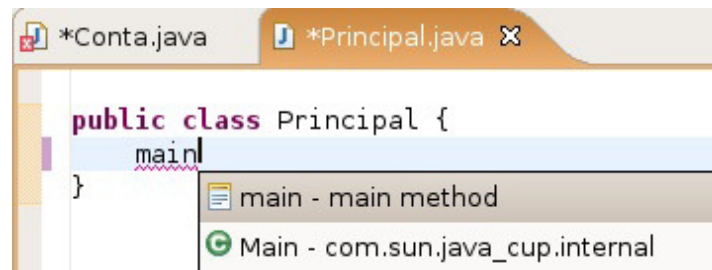 *Conta.java *Principal.java
public class Principal {
main
}
main - main method
Main - com.sun.java_cup.internal